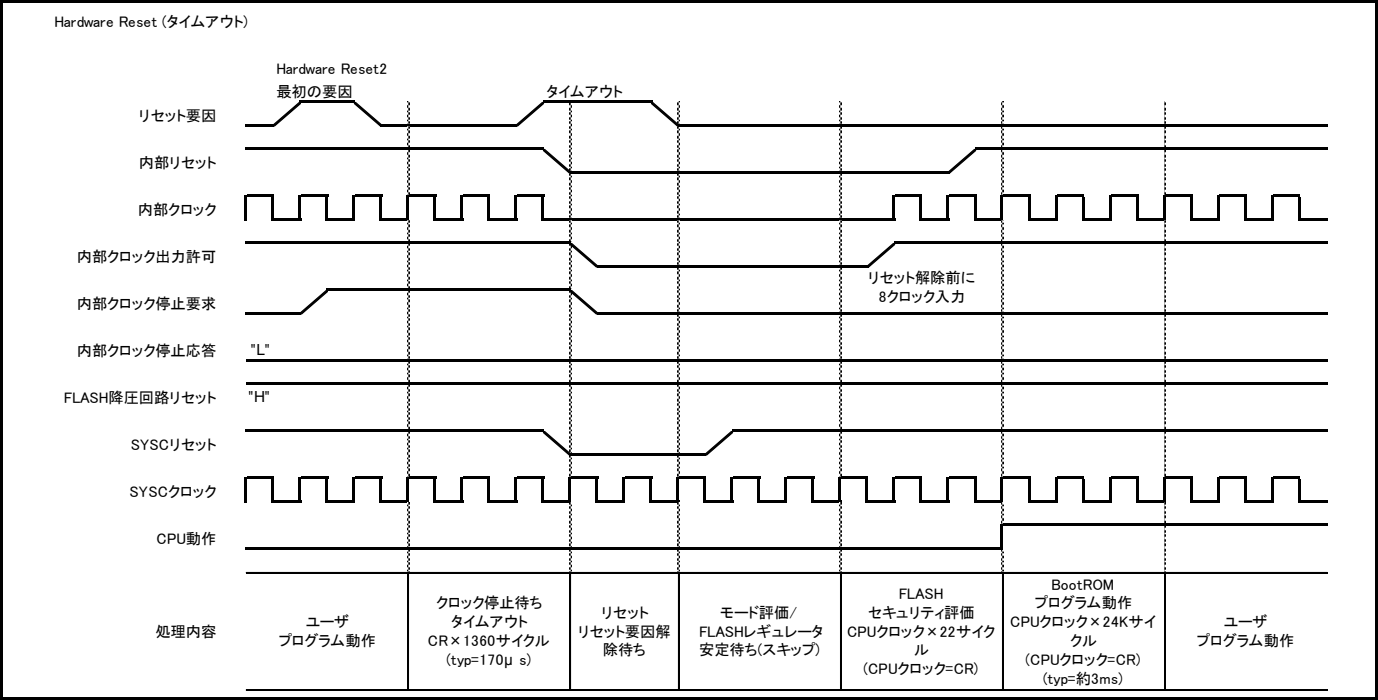 Hardware Reset (タイムアウト)
Hardware Reset2
最初の要因
タイムアウト
リセット要因
内部リセット
内部クロック
内部クロック出力許可
リセット解除前に
8クロック入力
内部クロック停止要求
内部クロック停止応答
"L"
FLASH降圧回路リセット
"H"
SYSCリセット
SYSCクロック
CPU動作
処理内容
ユーザ
プログラム動作
クロック停止待ち
タイムアウト
CR×1360サイクル
(typ=170μ s)
リセット
リセット要因解
除待ち
モード評価/
FLASHレギュレータ
安定待ち(スキップ)
FLASH
セキュリティ評価
CPUクロック×22サイク
ル
(CPUクロック=CR)
BootROM
プログラム動作
CPUクロック×24Kサイ
クル
(CPUクロック=CR)
(typ=約3ms)
ユーザ
プログラム動作